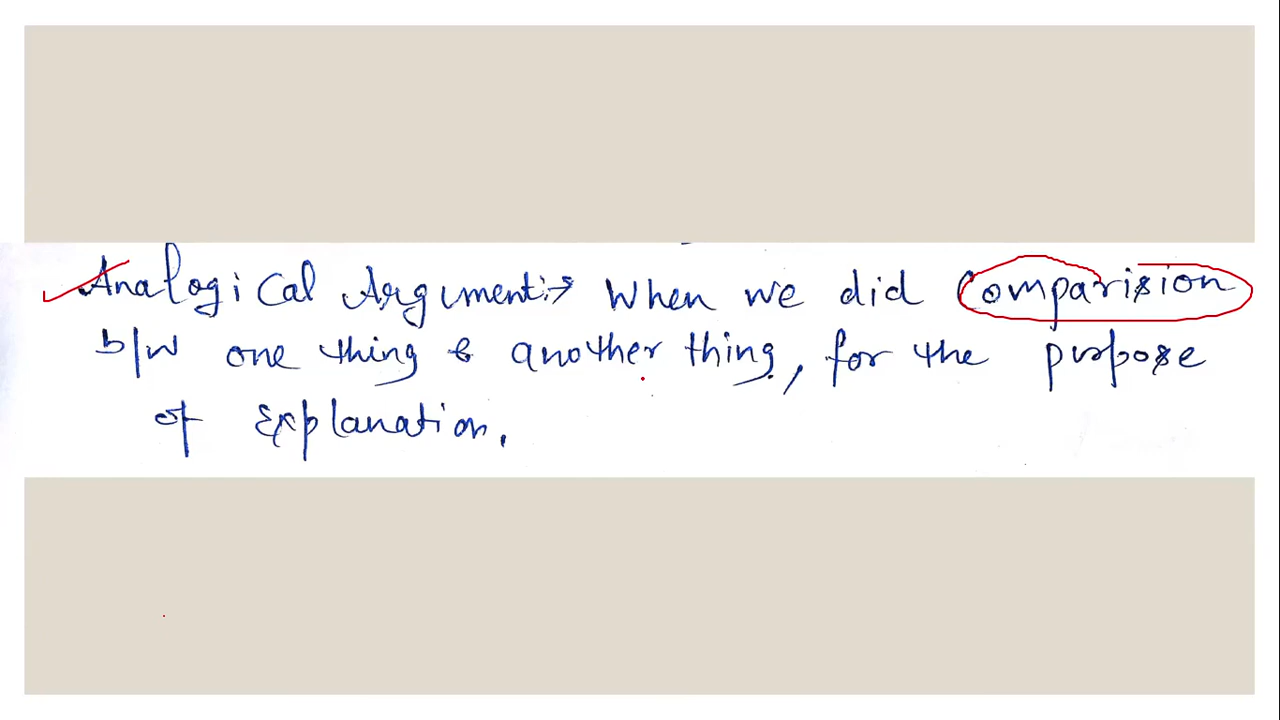 Analogical Argument:→ When we did Comparision
b/w one thing & another thing, for the purpose
of Explanation.